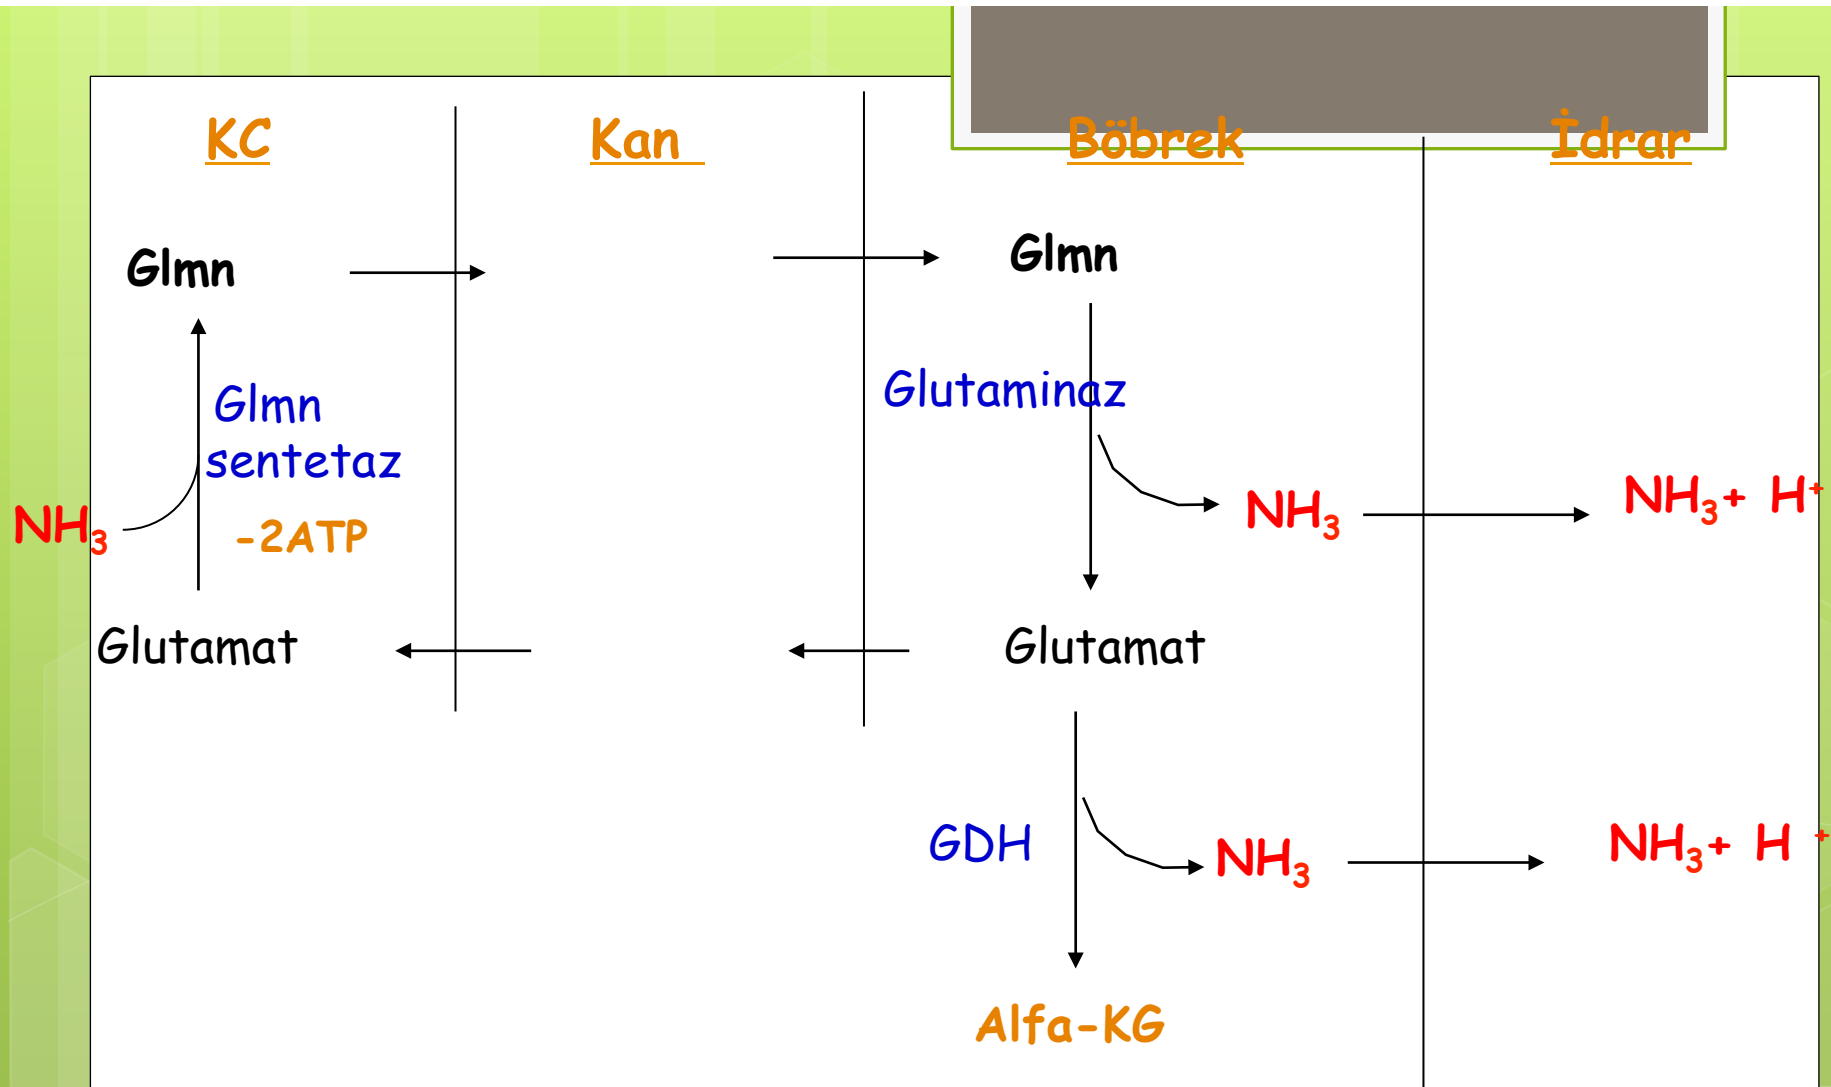 KC
Kan
Böbrek
İdrar
Glmn
Glmn
Glmn
sentetaz
Glutaminaz
NH₃
-2ATP
NH₃
NH₃+ H⁺
Glutamat
Glutamat
GDH
NH₃
NH₃+ H ⁺
Alfa-KG